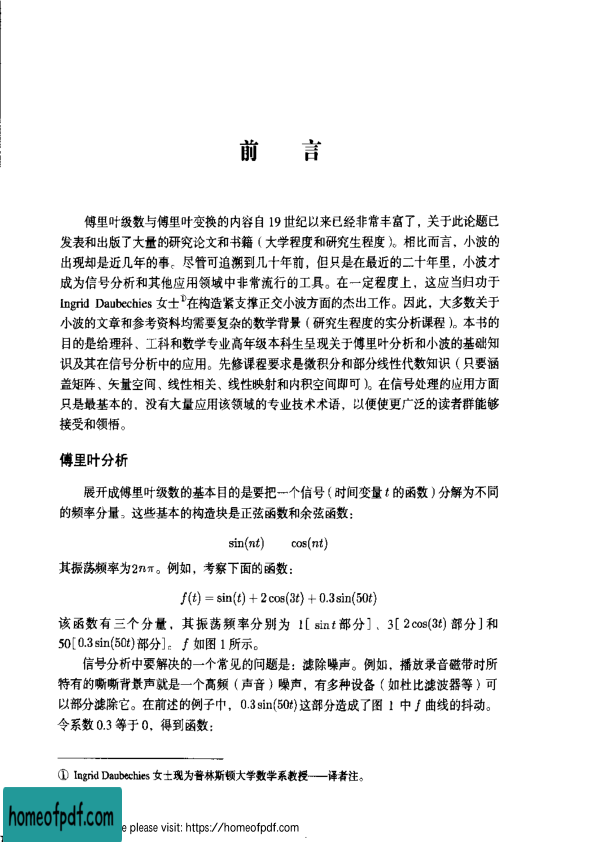 前 言
傅里叶级数与傅里叶变换的内容自 19 世纪以来已经非常丰富了，关于此论题已
发表和出版了大量的研究论文和书籍（大学程度和研究生程度）。相比而言，小波的
出现却是近几年的事。尽管可追溯到几十年前，但只是在最近的二十年里，小波才
成为信号分析和其他应用领域中非常流行的工具。在一定程度上，这应当归功于
Ingrid Daubechies 女士①在构造紧支撑正交小波方面的杰出工作。因此，大多数关于
小波的文章和参考资料均需要复杂的数学背景（研究生程度的实分析课程）。本书的
目的是给理科、工科和数学专业高年级本科生呈现关于傅里叶分析和小波的基础知
识及其在信号分析中的应用。先修课程要求是微积分和部分线性代数知识（只要涵
盖矩阵、矢量空间、线性相关、线性映射和内积空间即可）。在信号处理的应用方面
只是最基本的，没有大量应用该领域的专业技术术语，以便使更广泛的读者群能够
接受和领悟。
傅里叶分析
展开成傅里叶级数的基本目的是要把一个信号（时间变量 t 的函数）分解为不同
的频率分量。这些基本的构造块是正弦函数和余弦函数：
sin(nt) cos(nt)
其振荡频率为2nπ。例如，考察下面的函数：
f(t) = sin(t) + 2 cos(3t) + 0.3 sin(50t)
该函数有三个分量，其振荡频率分别为 1[ sin t 部分]、3[ 2 cos(3t) 部分] 和
50[ 0.3 sin(50t) 部分]。f 如图 1 所示。
信号分析中要解决的一个常见的问题是：滤除噪声。例如，播放录音磁带时所
特有的嘶嘶背景声就是一个高频（声音）噪声，有多种设备（如杜比滤波器等）可
以部分滤除它。在前述的例子中，0.3 sin(50t) 这部分造成了图 1 中 f 曲线的抖动。
令系数 0.3 等于 0，得到函数：
① Ingrid Daubechies 女士现为普林斯顿大学数学系教授——译者注。
homeofpdf.com
e please visit: https://homeofpdf.com